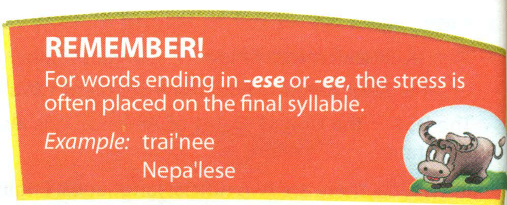 REMEMBER!
For words ending in -ese or -ee, the stress is
often placed on the final syllable.
Example: trai'nee
Nepa'lese